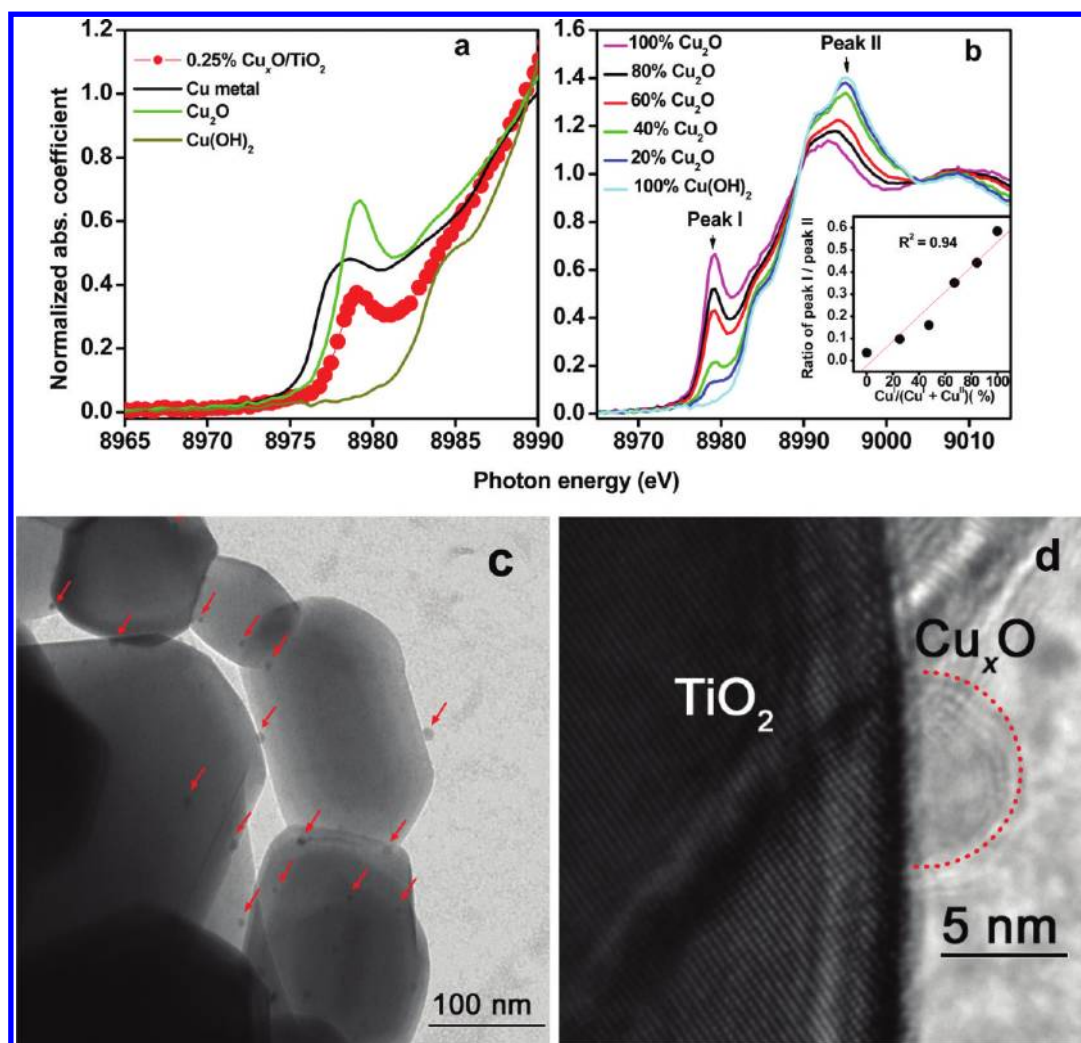 a
0.25% CuₓO/TiO₂
Cu metal
Cu₂O
Cu(OH)₂
Normalized abs. coefficient
1.2
1.0
0.8
0.6
0.4
0.2
0.0
8965 8970 8975 8980 8985 8990
b
100% Cu₂O
80% Cu₂O
60% Cu₂O
40% Cu₂O
20% Cu₂O
100% Cu(OH)₂
Peak I
Peak II
1.6
1.4
1.2
1.0
0.8
0.6
0.4
0.2
0.0
8970 8980 8990 9000 9010
R² = 0.94
Ratio of peak I / peak II
0.6
0.5
0.4
0.3
0.2
0.1
0.0
0 20 40 60 80 100
Cuᴵ/(Cuᴵ + Cuᴵᴵ)( %)
Photon energy (eV)
c
100 nm
d
TiO₂
CuₓO
5 nm